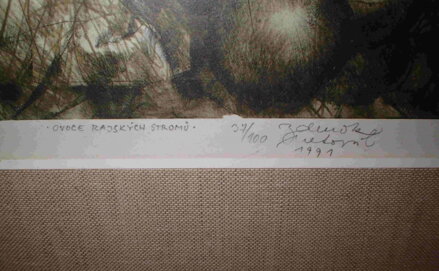 · OVOCE RAJSKÝCH STROMŮ ·
37/100
1991